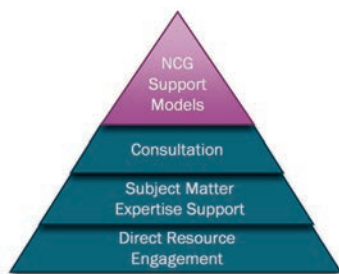 NCG
Support
Models
Consultation
Subject Matter
Expertise Support
Direct Resource
Engagement